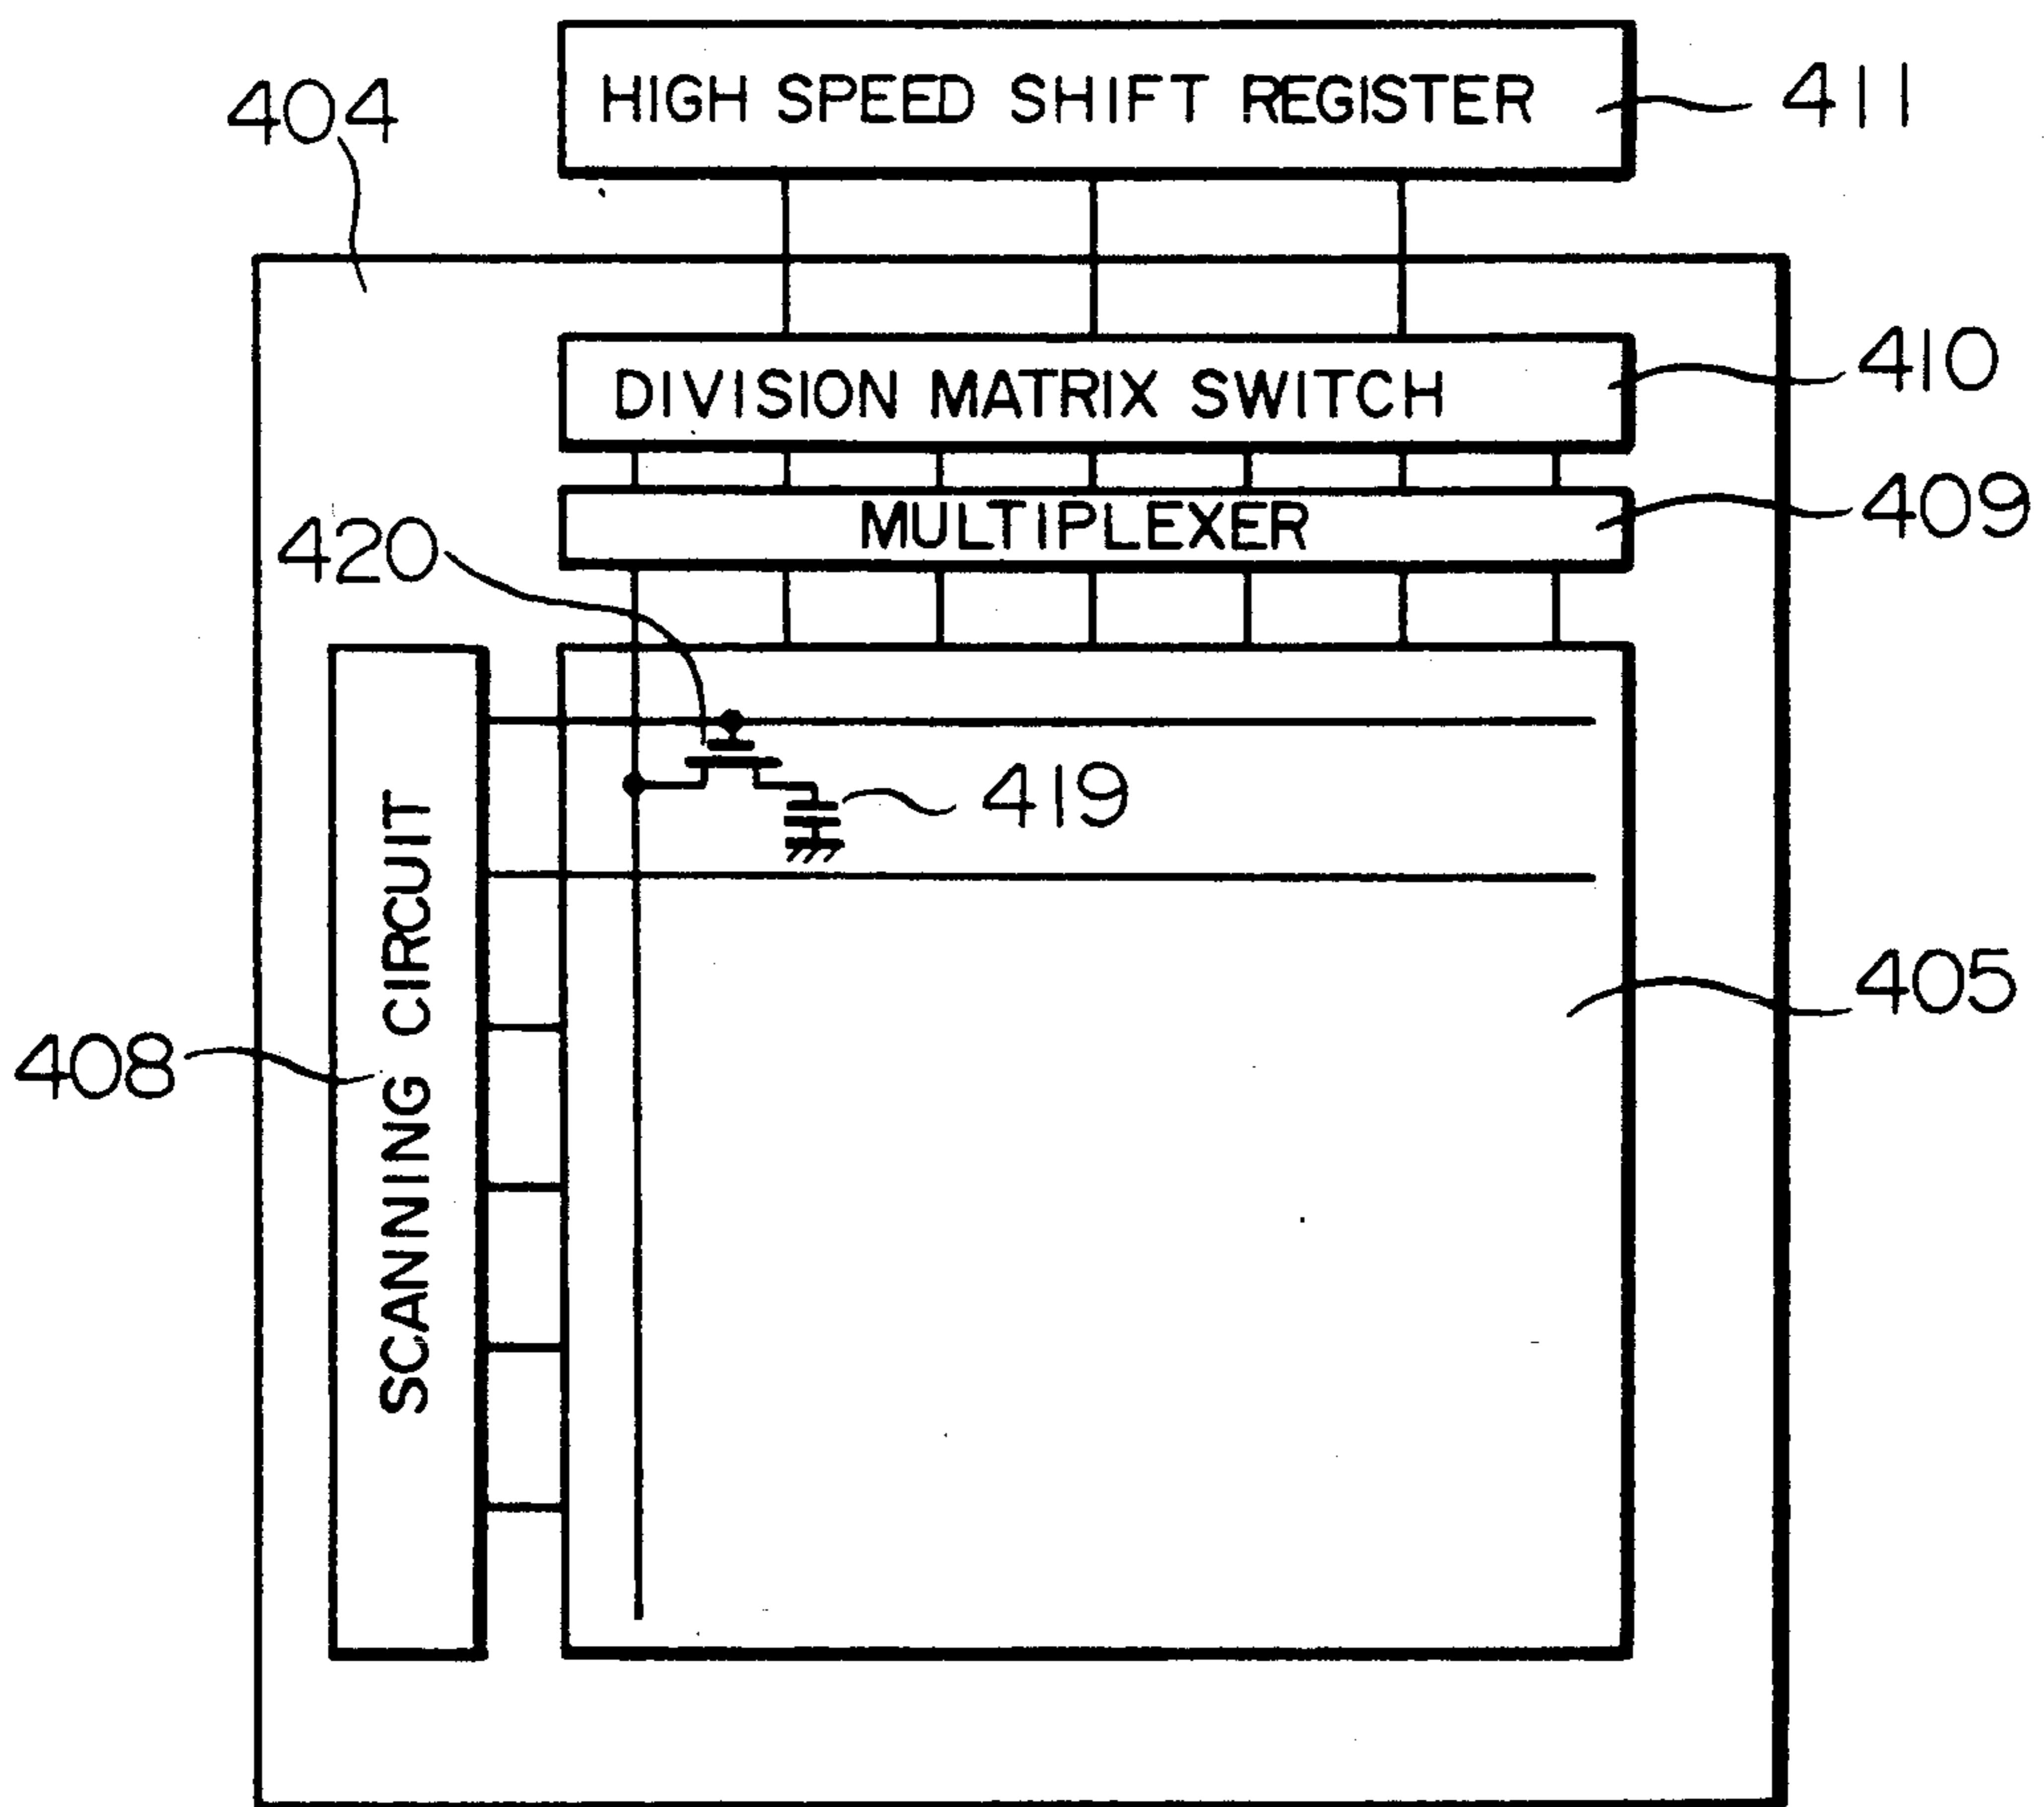 HIGH SPEED SHIFT REGISTER
411
404
DIVISION MATRIX SWITCH
410
MULTIPLEXER
409
420
419
SCANNING CIRCUIT
405
408